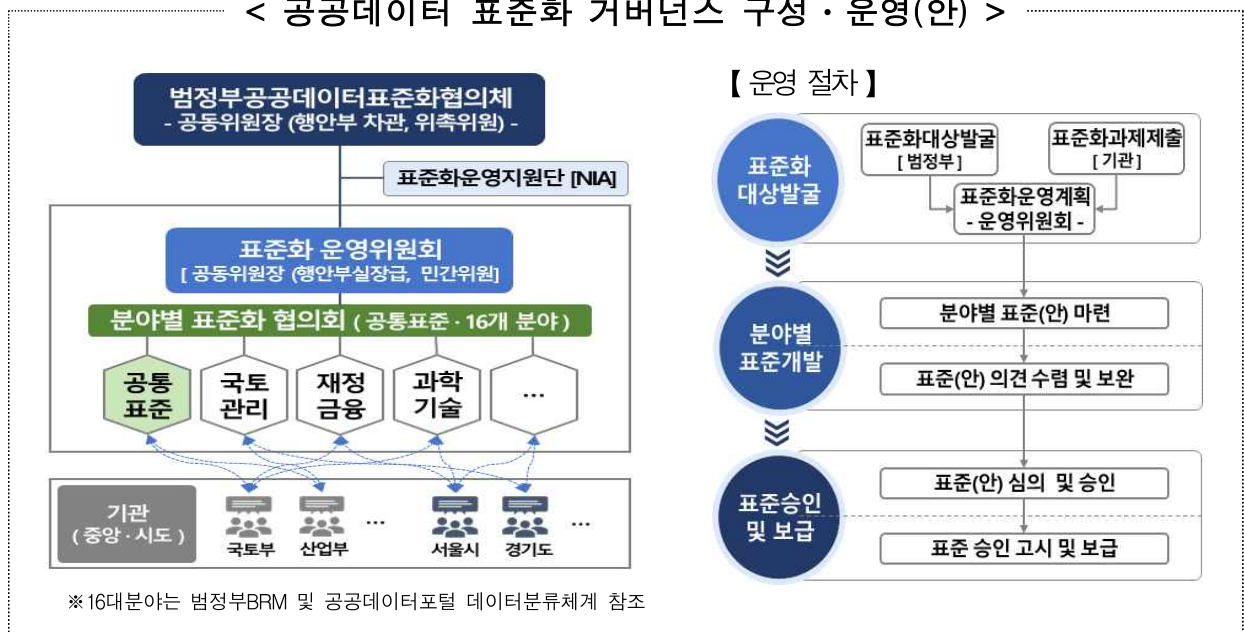 < 공공데이터 표준화 거버넌스 구성·운영(안) >
범정부공공데이터표준화협의체
- 공동위원장 (행안부 차관, 위촉위원) -
표준화운영지원단 [NIA]
표준화 운영위원회
[ 공동위원장 (행안부실장급, 민간위원]
분야별 표준화 협의회 ( 공통표준 · 16개 분야 )
공통
표준
국토
관리
재정
금융
과학
기술
...
기관
( 중앙 · 시도 )
국토부
산업부
...
서울시
경기도
...
※16대분야는 범정부BRM 및 공공데이터포털 데이터분류체계 참조
【 운영 절차 】
표준화
대상발굴
표준화대상발굴
[ 범정부 ]
표준화과제제출
[ 기관 ]
표준화운영계획
- 운영위원회 -
분야별
표준개발
분야별 표준(안) 마련
표준(안) 의견 수렴 및 보완
표준승인
및 보급
표준(안) 심의 및 승인
표준 승인 고시 및 보급